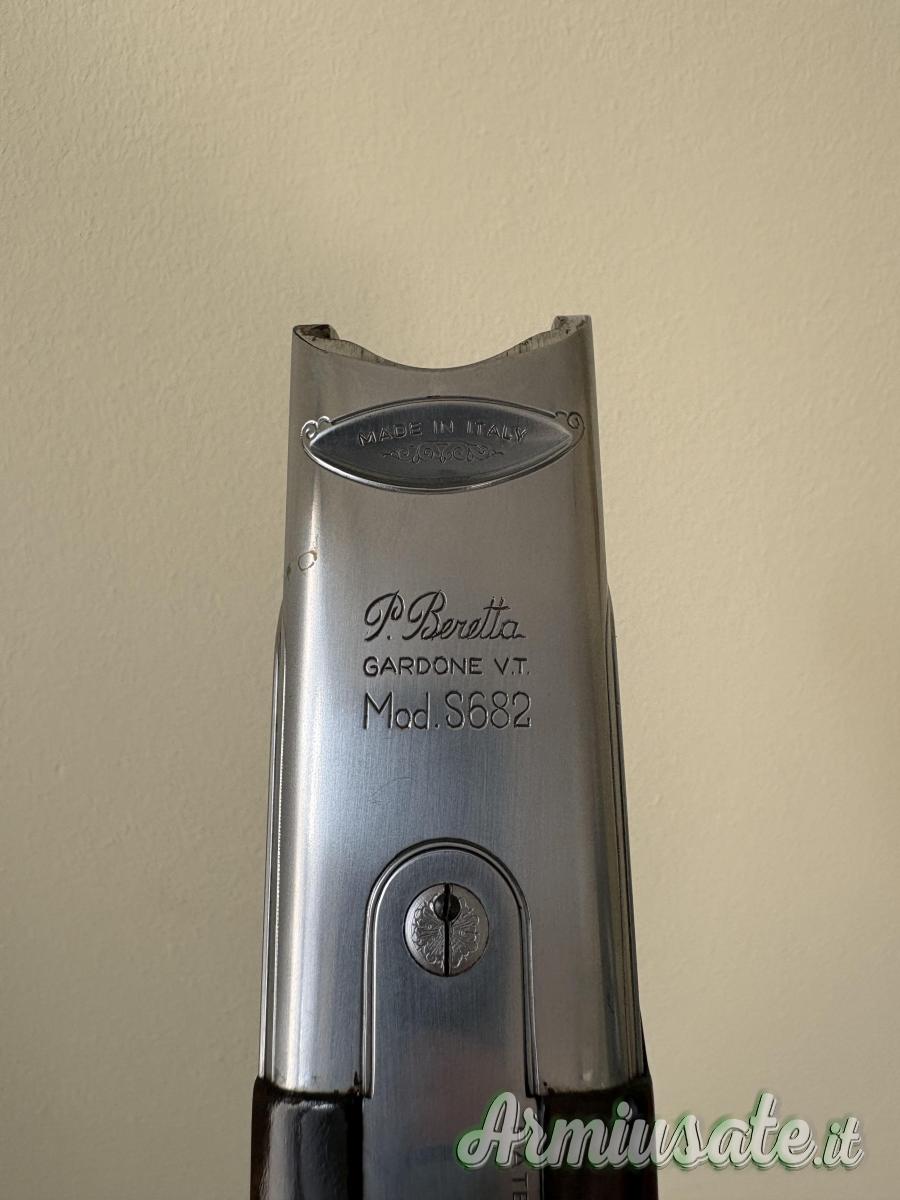 MADE IN ITALY
P. Beretta
GARDONE V.T.
Mod. S682
Armiusate.it